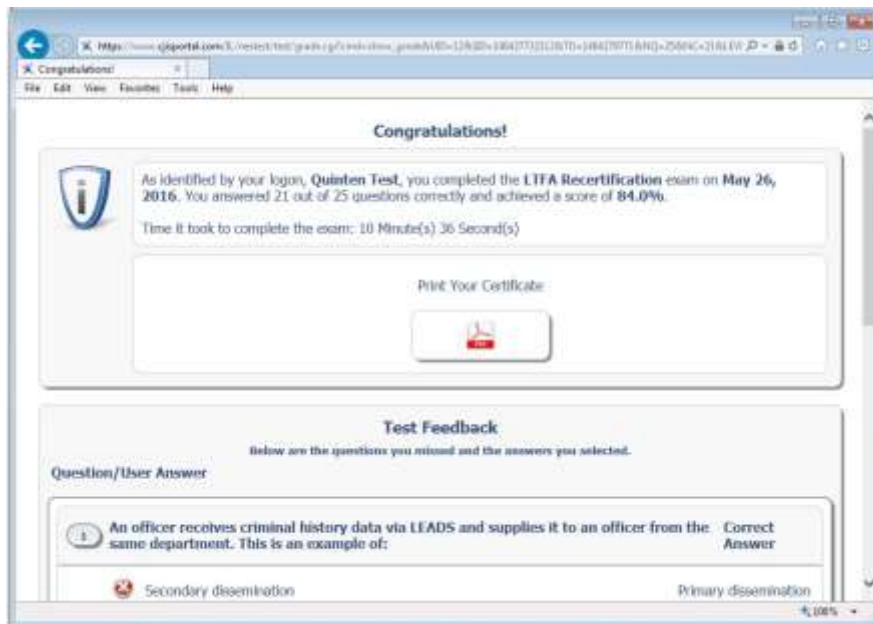 Congratulations!
File Edit View Favorites Tools Help
Congratulations!
As identified by your logon, Quinten Test, you completed the LTFA Recertification exam on May 26,
2016. You answered 21 out of 25 questions correctly and achieved a score of 84.0%.
Time it took to complete the exam: 10 Minute(s) 36 Second(s)
Print Your Certificate
Test Feedback
Below are the questions you missed and the answers you selected.
Question/User Answer
An officer receives criminal history data via LEADS and supplies it to an officer from the Correct
same department. This is an example of: Answer
Secondary dissemination Primary dissemination
100%